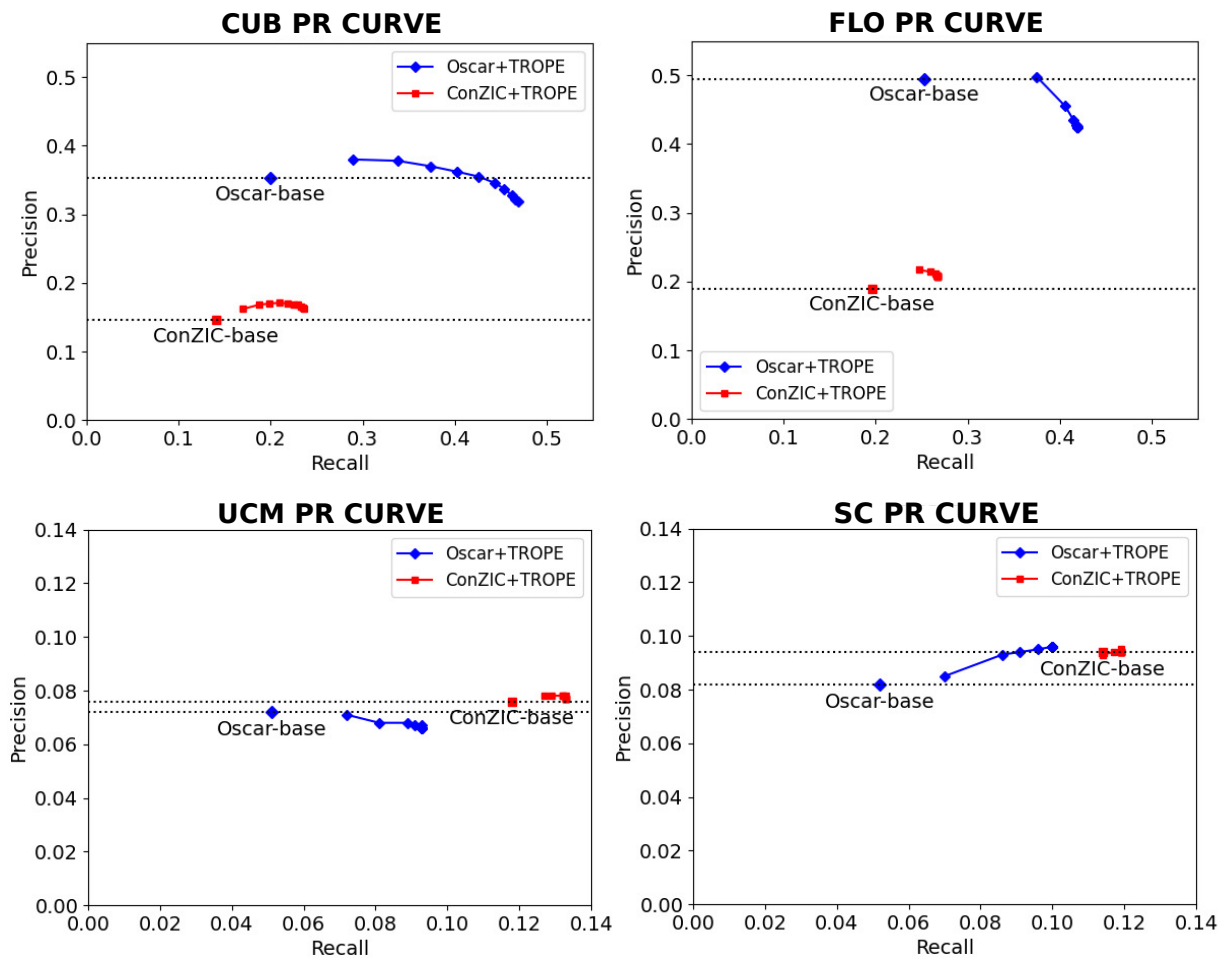 CUB PR CURVE
0.5
0.4
0.3
0.2
0.1
0.0
Precision
Oscar+TROPE
ConZIC+TROPE
Oscar-base
ConZIC-base
0.0 0.1 0.2 0.3 0.4 0.5
Recall
FLO PR CURVE
0.5
0.4
0.3
0.2
0.1
0.0
Precision
Oscar-base
ConZIC-base
Oscar+TROPE
ConZIC+TROPE
0.0 0.1 0.2 0.3 0.4 0.5
Recall
UCM PR CURVE
0.14
0.12
0.10
0.08
0.06
0.04
0.02
0.00
Precision
Oscar+TROPE
ConZIC+TROPE
ConZIC-base
Oscar-base
0.00 0.02 0.04 0.06 0.08 0.10 0.12 0.14
Recall
SC PR CURVE
0.14
0.12
0.10
0.08
0.06
0.04
0.02
0.00
Precision
Oscar+TROPE
ConZIC+TROPE
ConZIC-base
Oscar-base
0.00 0.02 0.04 0.06 0.08 0.10 0.12 0.14
Recall